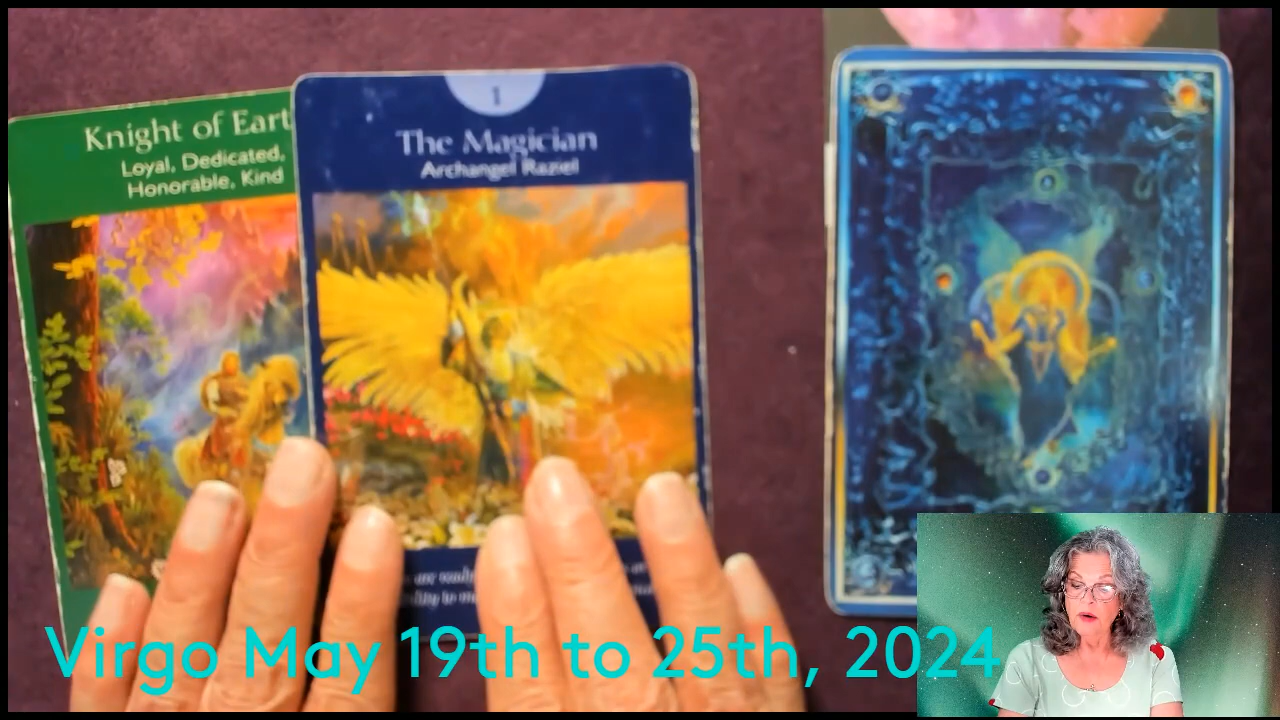 Knight of Eart
Loyal, Dedicated,
Honorable, Kind
1
The Magician
Archangel Raziel
Virgo May 19th to 25th, 2024